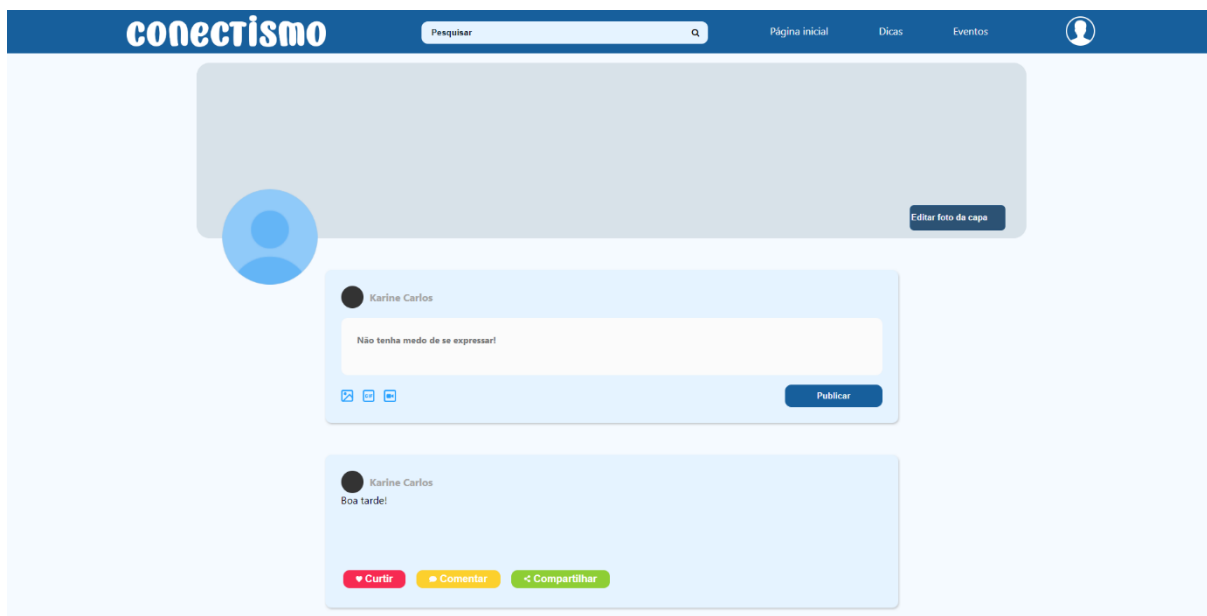 conectismo
Pesquisar
Página inicial
Dicas
Eventos
Editar foto da capa
Karine Carlos
Não tenha medo de se expressar!
GIF
Publicar
Karine Carlos
Boa tarde!
Curtir
Comentar
Compartilhar